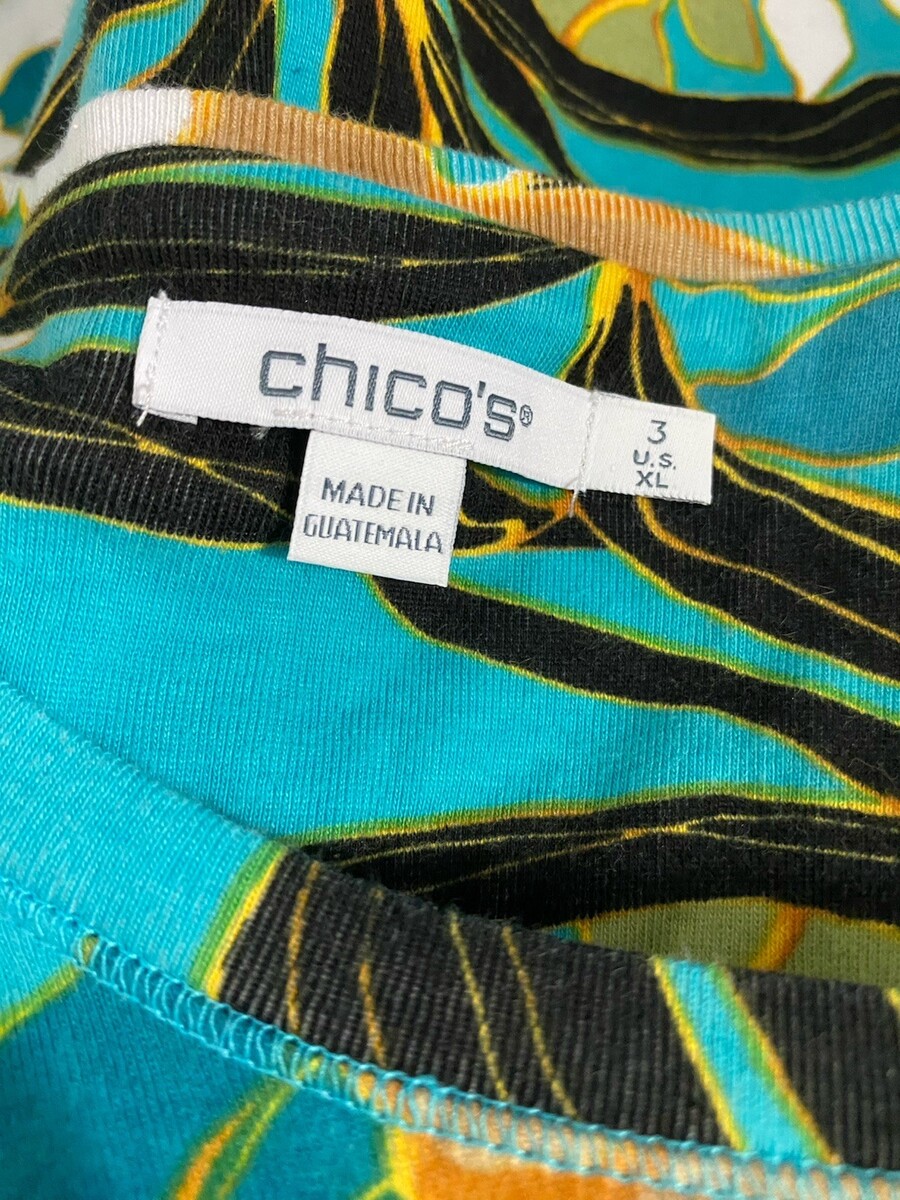 chico's®
3
U.S.
XL
MADE IN
GUATEMALA